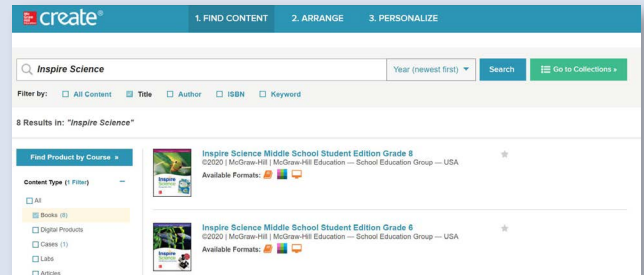 create®
1. FIND CONTENT 2. ARRANGE 3. PERSONALIZE
Inspire Science
Year (newest first) Search Go to Collections »
Filter by: All Content Title Author ISBN Keyword
8 Results in: "Inspire Science"
Find Product by Course »
Content Type (1 Filter)
All
Books (8)
Digital Products
Cases (1)
Labs
Articles
Inspire Science
Inspire Science Middle School Student Edition Grade 8
©2020 | McGraw-Hill | McGraw-Hill Education — School Education Group — USA
Available Formats:
Inspire Science
Inspire Science Middle School Student Edition Grade 6
©2020 | McGraw-Hill | McGraw-Hill Education — School Education Group — USA
Available Formats: